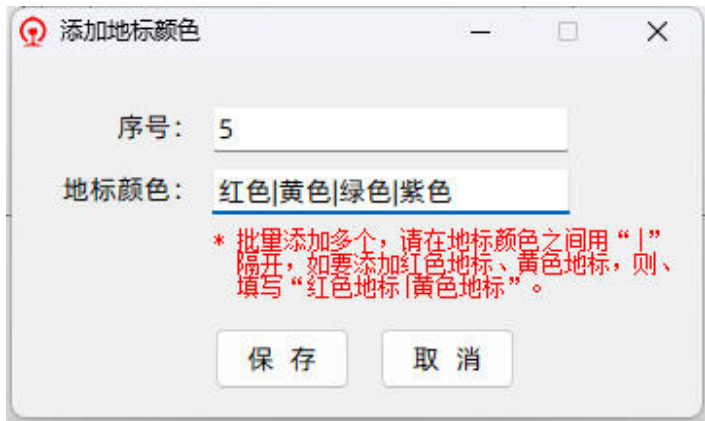 添加地标颜色
序号： 5
地标颜色： 红色|黄色|绿色|紫色
* 批里添加多个，请在地标颜色之间用“|”
隔开，如要添加红色地标、黄色地标，则、
填写“红色地标|黄色地标”。
保 存 取 消